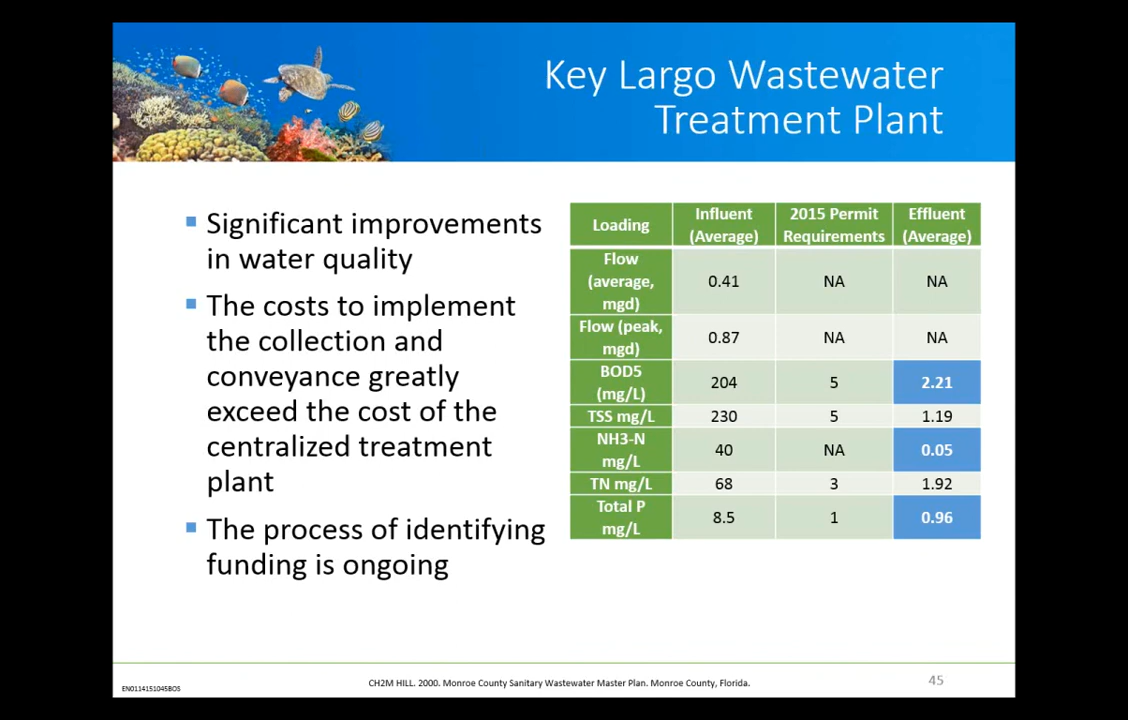 Key Largo Wastewater
Treatment Plant
Significant improvements
in water quality
The costs to implement
the collection and
conveyance greatly
exceed the cost of the
centralized treatment
plant
The process of identifying
funding is ongoing
Loading Influent (Average) 2015 Permit Requirements Effluent (Average)
Flow (average, mgd) 0.41 NA NA
Flow (peak, mgd) 0.87 NA NA
BOD5 (mg/L) 204 5 2.21
TSS mg/L 230 5 1.19
NH3-N mg/L 40 NA 0.05
TN mg/L 68 3 1.92
Total P mg/L 8.5 1 0.96
EN0114151045BOS
CH2M HILL. 2000. Monroe County Sanitary Wastewater Master Plan. Monroe County, Florida.
45